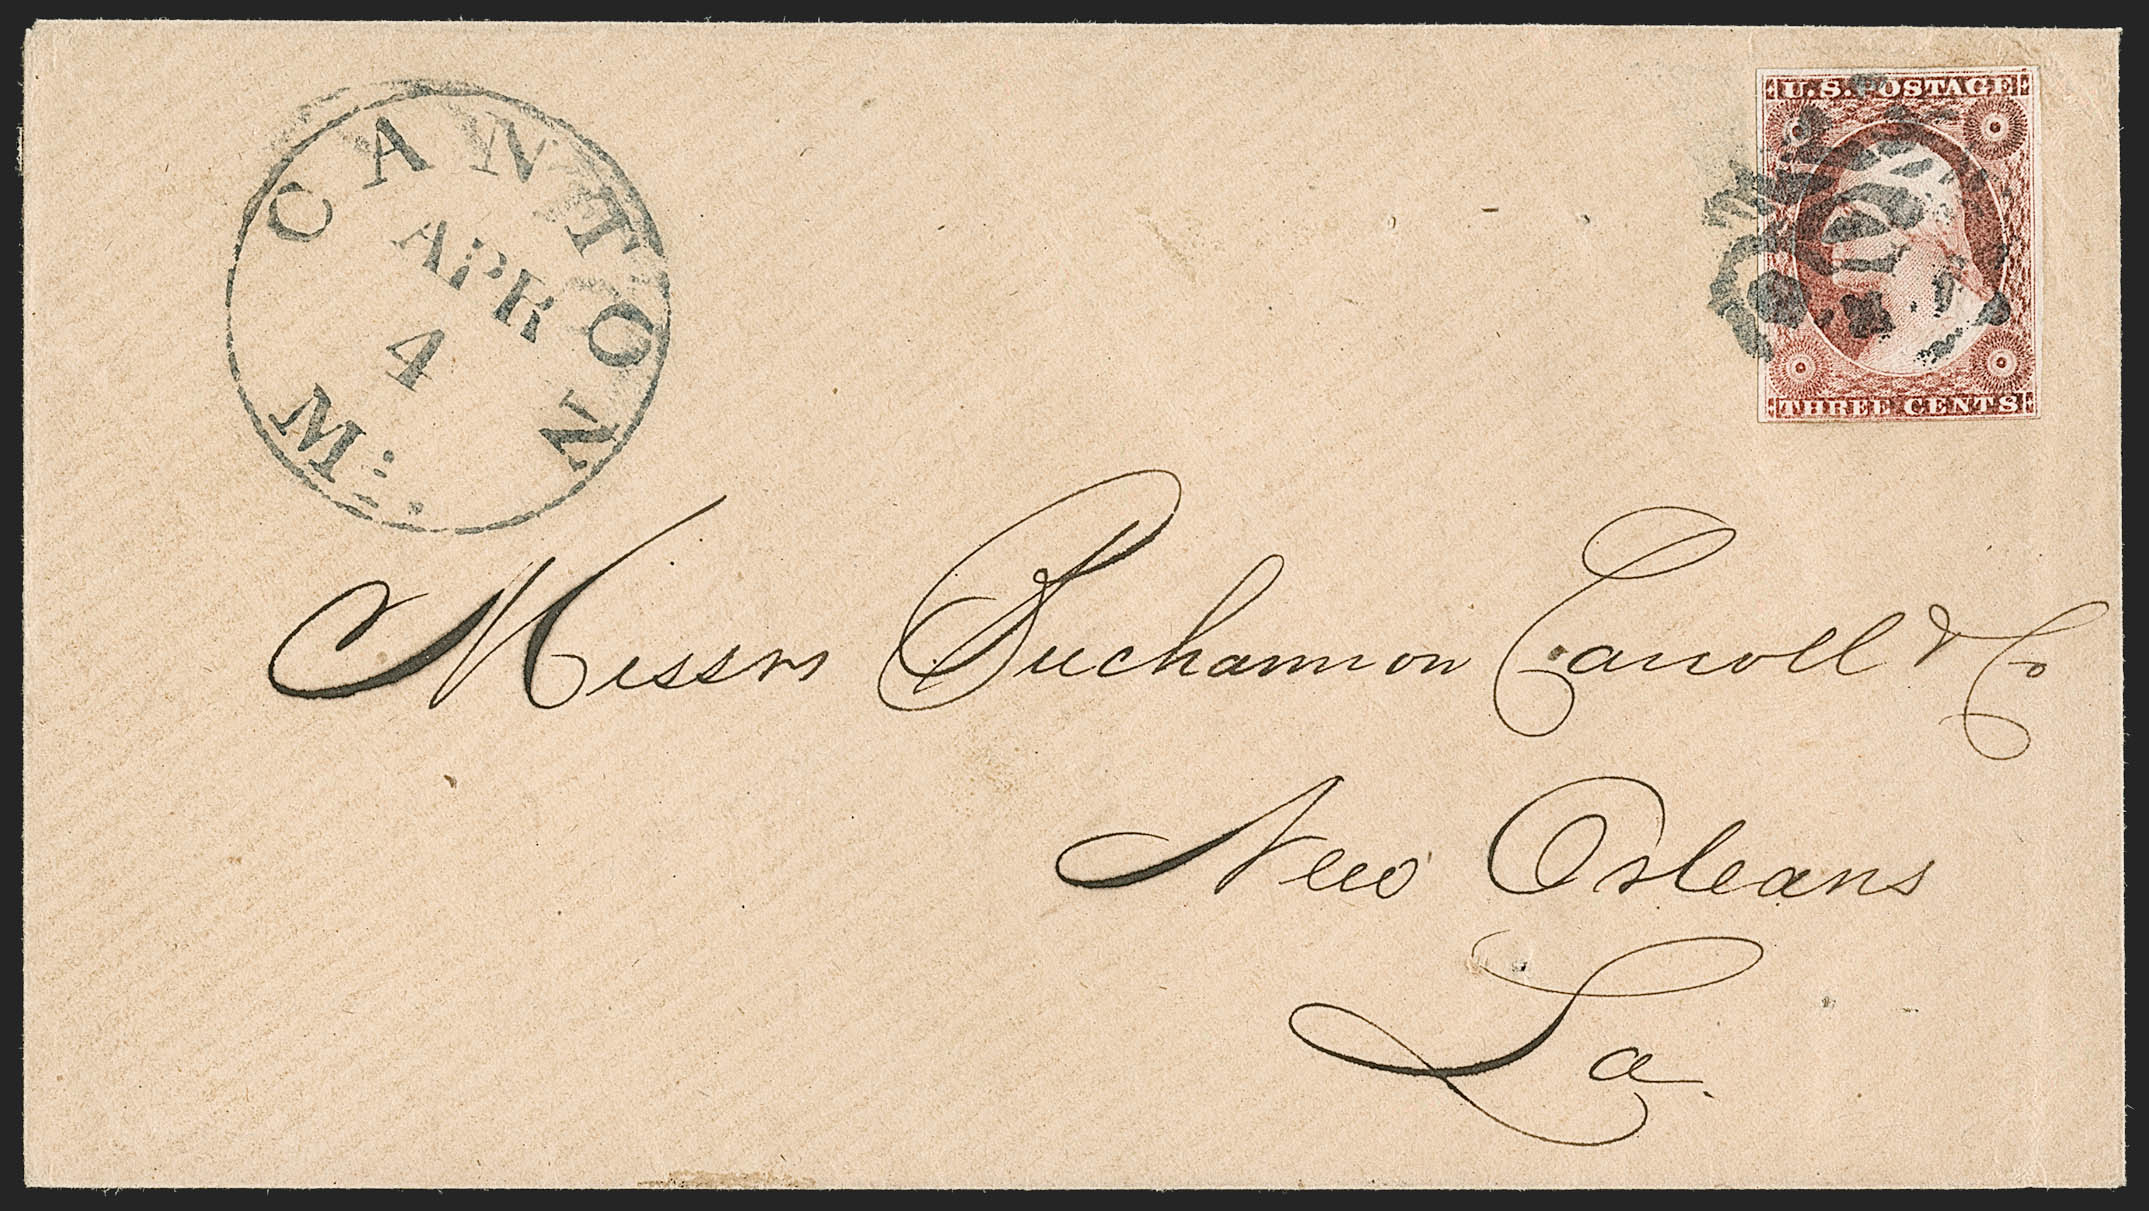 CANTON
APR
4
M
U.S. POSTAGE
THREE CENTS
Messrs Buchannon Carroll & Co
New Orleans
La.